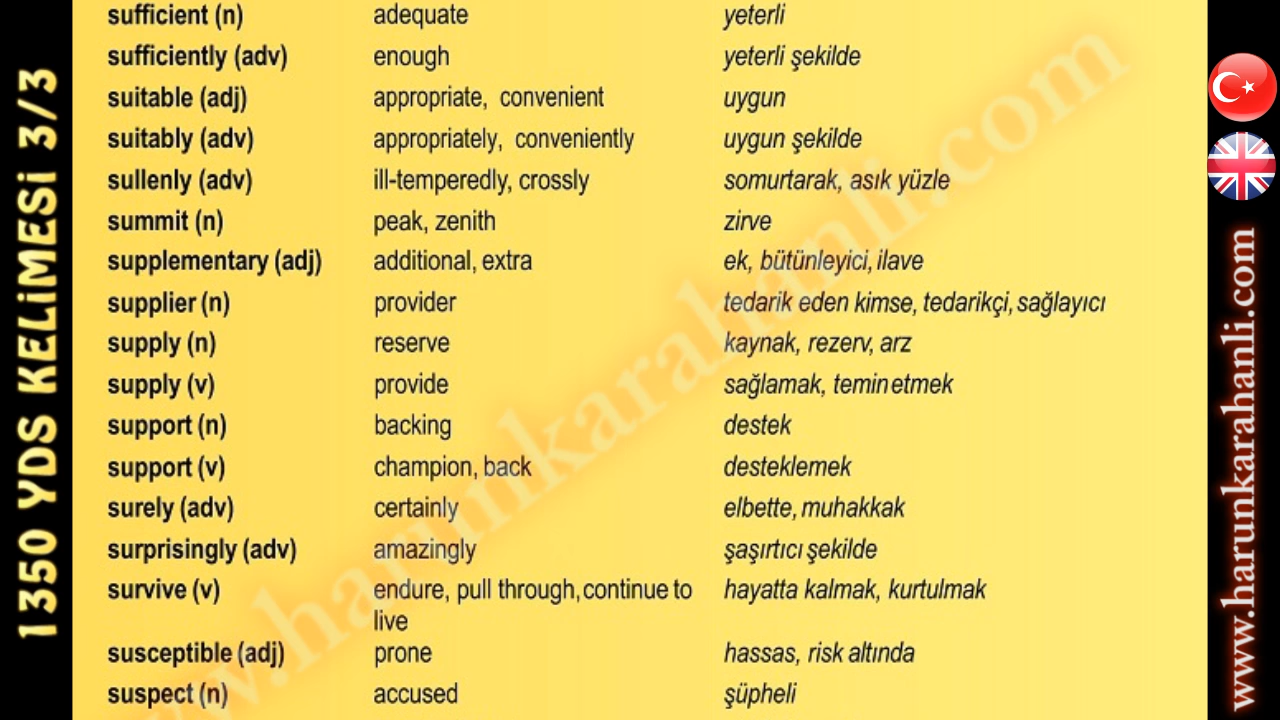 1350 YDS KELİMESİ 3/3
sufficient (n) adequate yeterli
sufficiently (adv) enough yeterli şekilde
suitable (adj) appropriate, convenient uygun
suitably (adv) appropriately, conveniently uygun şekilde
sullenly (adv) ill-temperedly, crossly somurtarak, asık yüzle
summit (n) peak, zenith zirve
supplementary (adj) additional, extra ek, bütünleyici, ilave
supplier (n) provider tedarik eden kimse, tedarikçi, sağlayıcı
supply (n) reserve kaynak, rezerv, arz
supply (v) provide sağlamak, temin etmek
support (n) backing destek
support (v) champion, back desteklemek
surely (adv) certainly elbette, muhakkak
surprisingly (adv) amazingly şaşırtıcı şekilde
survive (v) endure, pull through, continue to hayatta kalmak, kurtulmak
live
susceptible (adj) prone hassas, risk altında
suspect (n) accused şüpheli
www.harunkarahanli.com
www.harunkarahanli.com